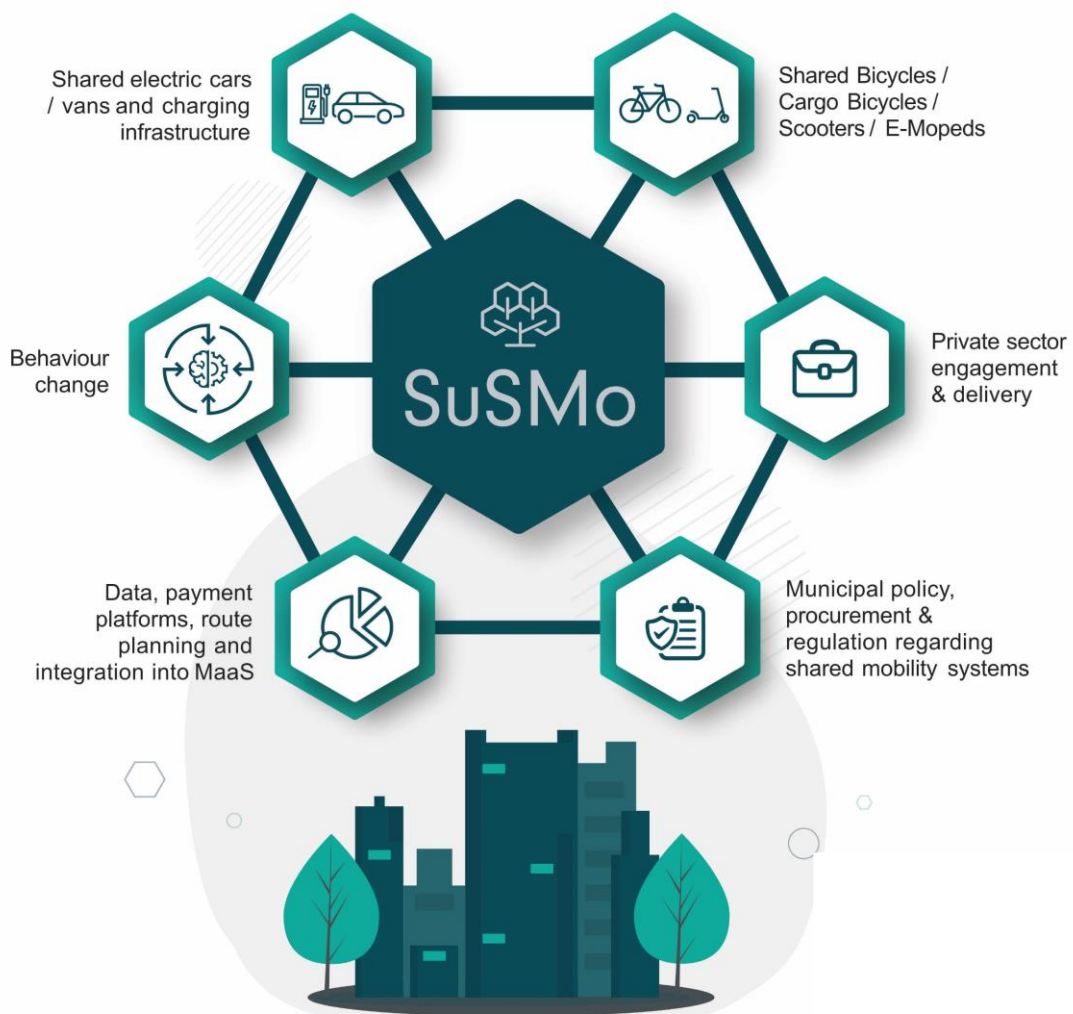 Shared electric cars
/ vans and charging
infrastructure
Shared Bicycles /
Cargo Bicycles /
Scooters / E-Mopeds
Behaviour
change
SuSMo
Private sector
engagement
& delivery
Data, payment
platforms, route
planning and
integration into MaaS
Municipal policy,
procurement &
regulation regarding
shared mobility systems